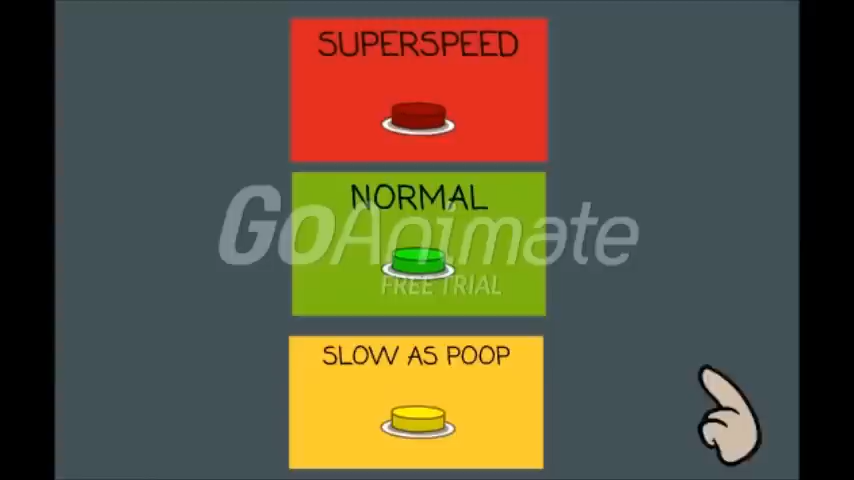 SUPERSPEED
NORMAL
GOAnimate
FREE TRIAL
SLOW AS POOP